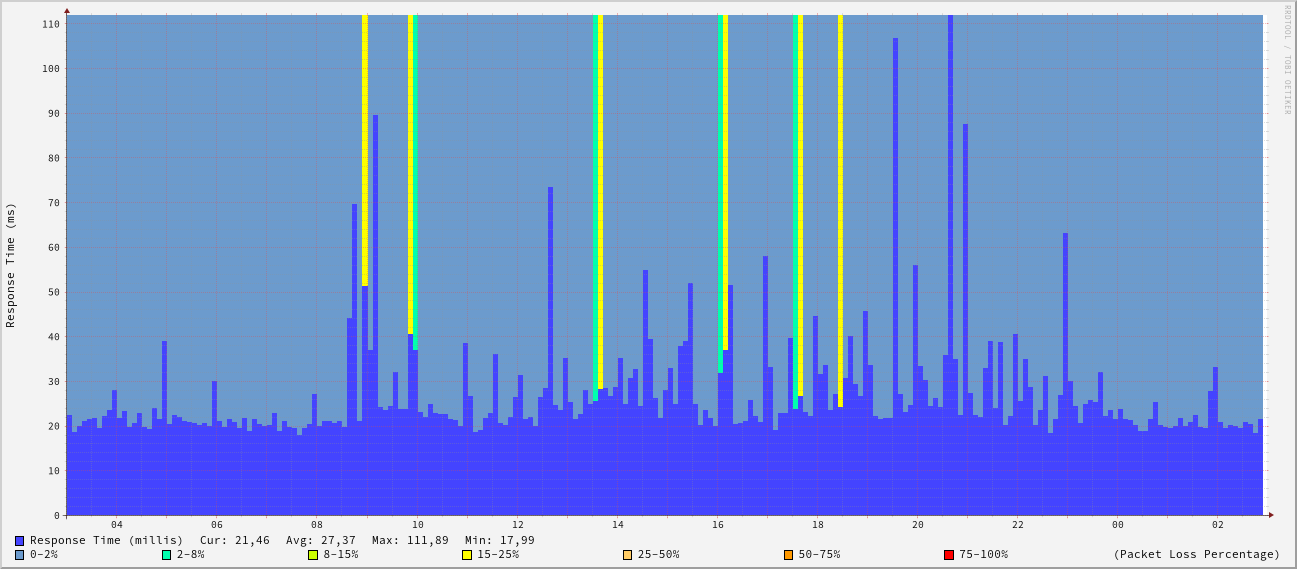 RRDTOOL / TOBI OETIKER
Response Time (ms)
110
100
90
80
70
60
50
40
30
20
10
0
04 06 08 10 12 14 16 18 20 22 00 02
Response Time (millis) Cur: 21,46 Avg: 27,37 Max: 111,89 Min: 17,99
0-2% 2-8% 8-15% 15-25% 25-50% 50-75% 75-100% (Packet Loss Percentage)